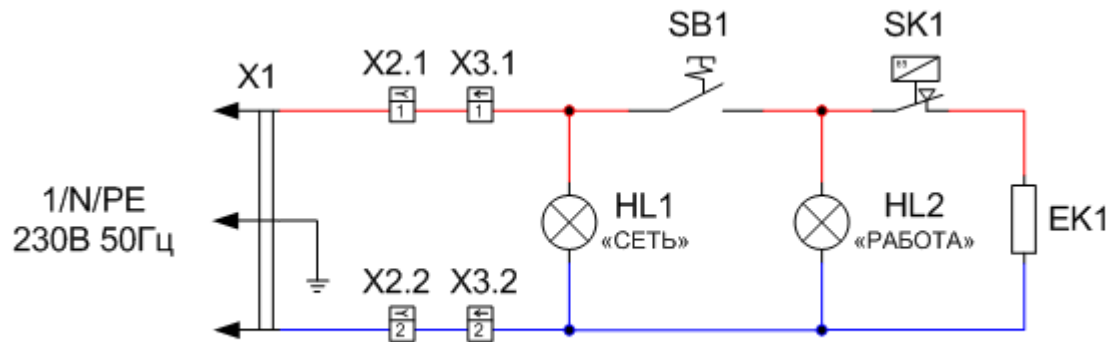 SB1
SK1
X1
X2.1
X3.1
1
1
1/N/PE
230В 50Гц
HL1
«СЕТЬ»
HL2
«РАБОТА»
EK1
X2.2
X3.2
2
2